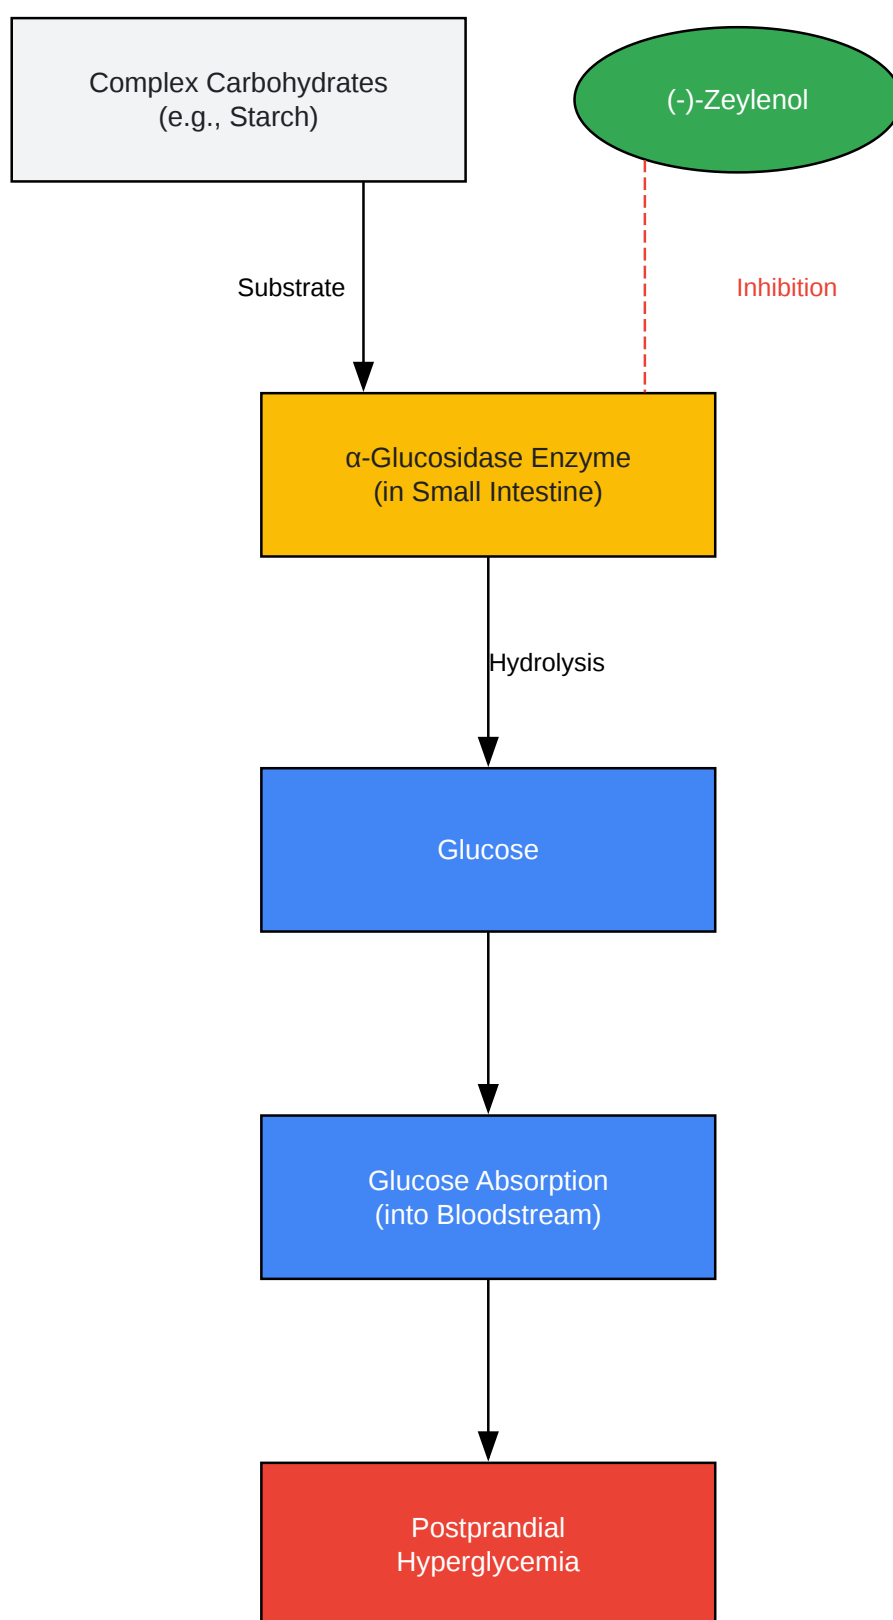 Complex Carbohydrates
(e.g., Starch)
(-)-Zeylenol
Substrate
Inhibition
α-Glucosidase Enzyme
(in Small Intestine)
Hydrolysis
Glucose
Glucose Absorption
(into Bloodstream)
Postprandial
Hyperglycemia